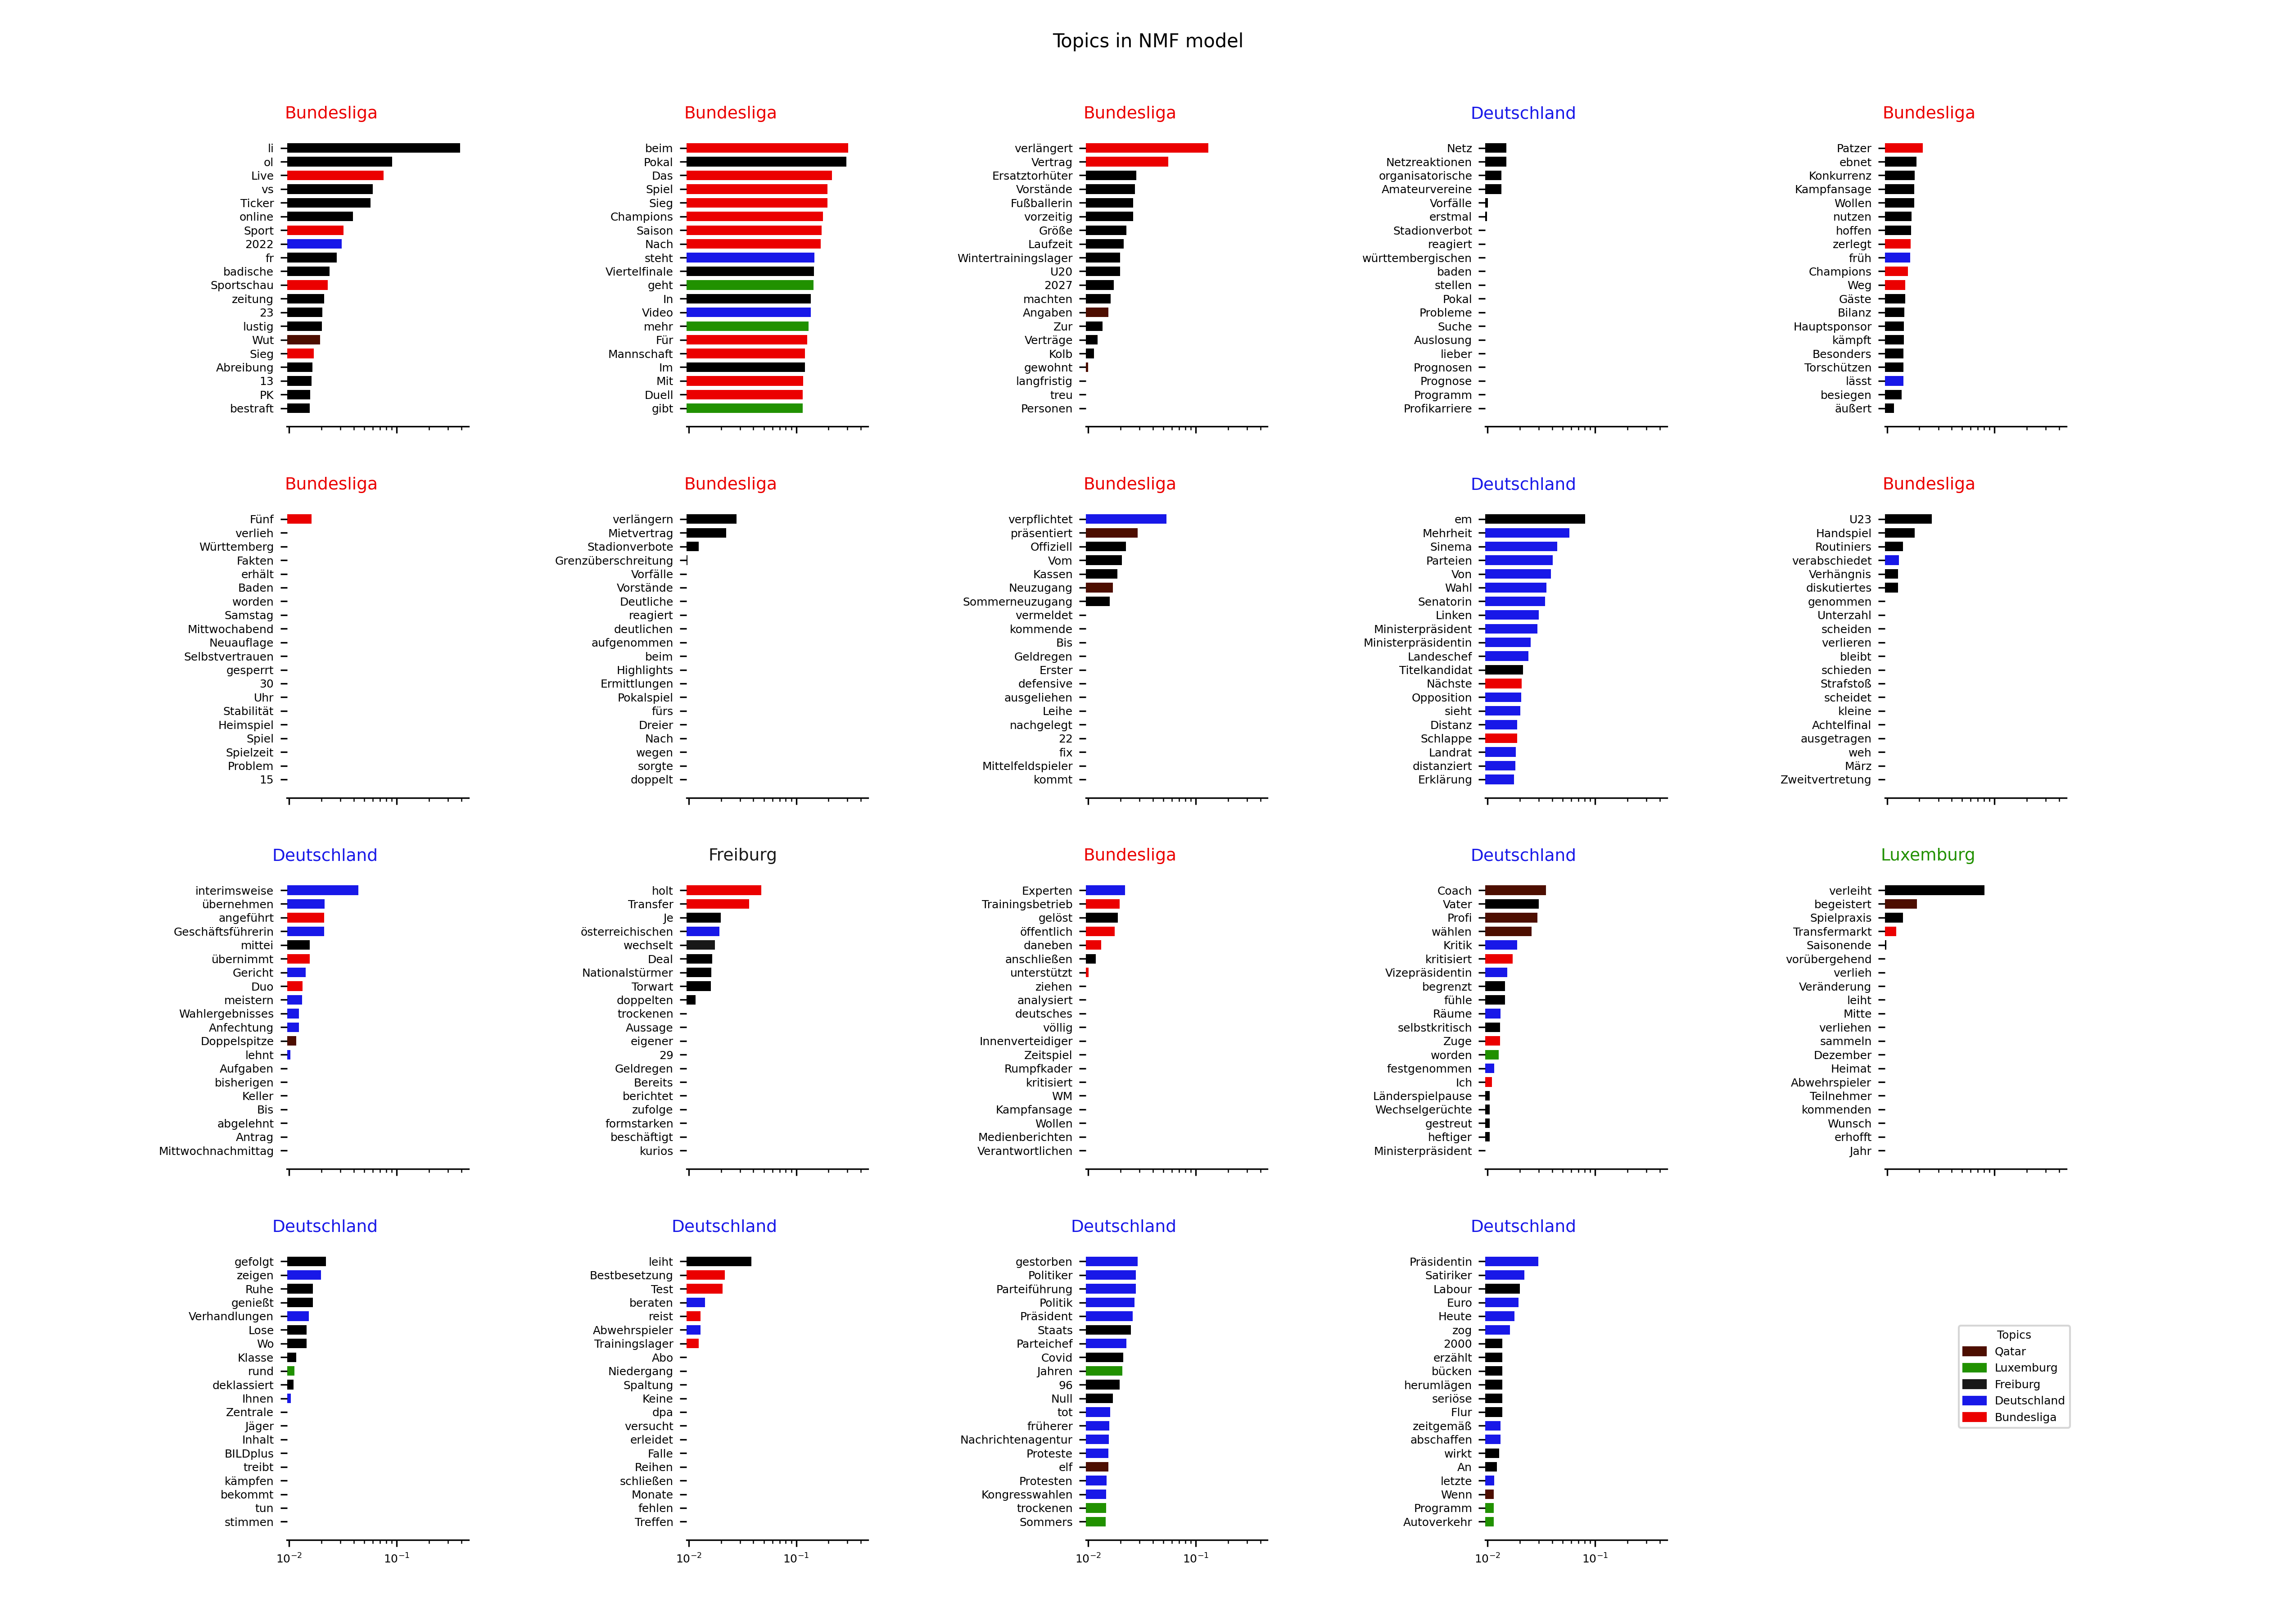 Topics in NMF model
Bundesliga
li
ol
Live
vs
Ticker
online
Sport
2022
fr
badische
Sportschau
zeitung
23
lustig
Wut
Sieg
Abreibung
13
PK
bestraft
Bundesliga
beim
Pokal
Das
Spiel
Sieg
Champions
Saison
Nach
steht
Viertelfinale
geht
In
Video
mehr
Für
Mannschaft
Im
Mit
Duell
gibt
Bundesliga
verlängert
Vertrag
Ersatztorhüter
Vorstände
Fußballerin
vorzeitig
Größe
Laufzeit
Wintertrainingslager
U20
2027
machten
Angaben
Zur
Verträge
Kolb
gewohnt
langfristig
treu
Personen
Deutschland
Netz
Netzreaktionen
organisatorische
Amateurvereine
Vorfälle
erstmal
Stadionverbot
reagiert
württembergischen
baden
stellen
Pokal
Probleme
Suche
Auslosung
lieber
Prognosen
Prognose
Programm
Profikarriere
Bundesliga
Patzer
ebnet
Konkurrenz
Kampfansage
Wollen
nutzen
hoffen
zerlegt
früh
Champions
Weg
Gäste
Bilanz
Hauptsponsor
kämpft
Besonders
Torschützen
lässt
besiegen
äußert
Bundesliga
Fünf
verlieh
Württemberg
Fakten
erhält
Baden
worden
Samstag
Mittwochabend
Neuauflage
Selbstvertrauen
gesperrt
30
Uhr
Stabilität
Heimspiel
Spiel
Spielzeit
Problem
15
Bundesliga
verlängern
Mietvertrag
Stadionverbote
Grenzüberschreitung
Vorfälle
Vorstände
Deutliche
reagiert
deutlichen
aufgenommen
beim
Highlights
Ermittlungen
Pokalspiel
fürs
Dreier
Nach
wegen
sorgte
doppelt
Bundesliga
verpflichtet
präsentiert
Offiziell
Vom
Kassen
Neuzugang
Sommerneuzugang
vermeldet
kommende
Bis
Geldregen
Erster
defensive
ausgeliehen
Leihe
nachgelegt
22
fix
Mittelfeldspieler
kommt
Deutschland
em
Mehrheit
Sinema
Parteien
Von
Wahl
Senatorin
Linken
Ministerpräsident
Ministerpräsidentin
Landeschef
Titelkandidat
Nächste
Opposition
sieht
Distanz
Schlappe
Landrat
distanziert
Erklärung
Bundesliga
U23
Handspiel
Routiniers
verabschiedet
Verhängnis
diskutiertes
genommen
Unterzahl
scheiden
verlieren
bleibt
schieden
Strafstoß
scheidet
kleine
Achtelfinal
ausgetragen
weh
März
Zweitvertretung
Deutschland
interimsweise
übernehmen
angeführt
Geschäftsführerin
mittei
übernimmt
Gericht
Duo
meistern
Wahlergebnisses
Anfechtung
Doppelspitze
lehnt
Aufgaben
bisherigen
Keller
Bis
abgelehnt
Antrag
Mittwochnachmittag
Freiburg
holt
Transfer
Je
österreichischen
wechselt
Deal
Nationalstürmer
Torwart
doppelten
trockenen
Aussage
eigener
29
Geldregen
Bereits
berichtet
zufolge
formstarken
beschäftigt
kurios
Bundesliga
Experten
Trainingsbetrieb
gelöst
öffentlich
daneben
anschließen
unterstützt
ziehen
analysiert
deutsches
völlig
Innenverteidiger
Zeitspiel
Rumpfkader
kritisiert
WM
Kampfansage
Wollen
Medienberichten
Verantwortlichen
Deutschland
Coach
Vater
Profi
wählen
Kritik
kritisiert
Vizepräsidentin
begrenzt
fühle
Räume
selbstkritisch
Zuge
worden
festgenommen
Ich
Länderspielpause
Wechselgerüchte
gestreut
heftiger
Ministerpräsident
Luxemburg
verleiht
begeistert
Spielpraxis
Transfermarkt
Saisonende
vorübergehend
verlieh
Veränderung
leiht
Mitte
verliehen
sammeln
Dezember
Heimat
Abwehrspieler
Teilnehmer
kommenden
Wunsch
erhofft
Jahr
Deutschland
gefolgt
zeigen
Ruhe
genießt
Verhandlungen
Lose
Wo
Klasse
rund
deklassiert
Ihnen
Zentrale
Jäger
Inhalt
BILDplus
treibt
kämpfen
bekommt
tun
stimmen
10⁻² 10⁻¹
Deutschland
leiht
Bestbesetzung
Test
beraten
reist
Abwehrspieler
Trainingslager
Abo
Niedergang
Spaltung
Keine
dpa
versucht
erleidet
Falle
Reihen
schließen
Monate
fehlen
Treffen
10⁻² 10⁻¹
Deutschland
gestorben
Politiker
Parteiführung
Politik
Präsident
Staats
Parteichef
Covid
Jahren
96
Null
tot
früherer
Nachrichtenagentur
Proteste
elf
Protesten
Kongresswahlen
trockenen
Sommers
10⁻² 10⁻¹
Deutschland
Präsidentin
Satiriker
Labour
Euro
Heute
zog
2000
erzählt
bücken
herumlägen
seriöse
Flur
zeitgemäß
abschaffen
wirkt
An
letzte
Wenn
Programm
Autoverkehr
10⁻² 10⁻¹
Topics
Qatar
Luxemburg
Freiburg
Deutschland
Bundesliga